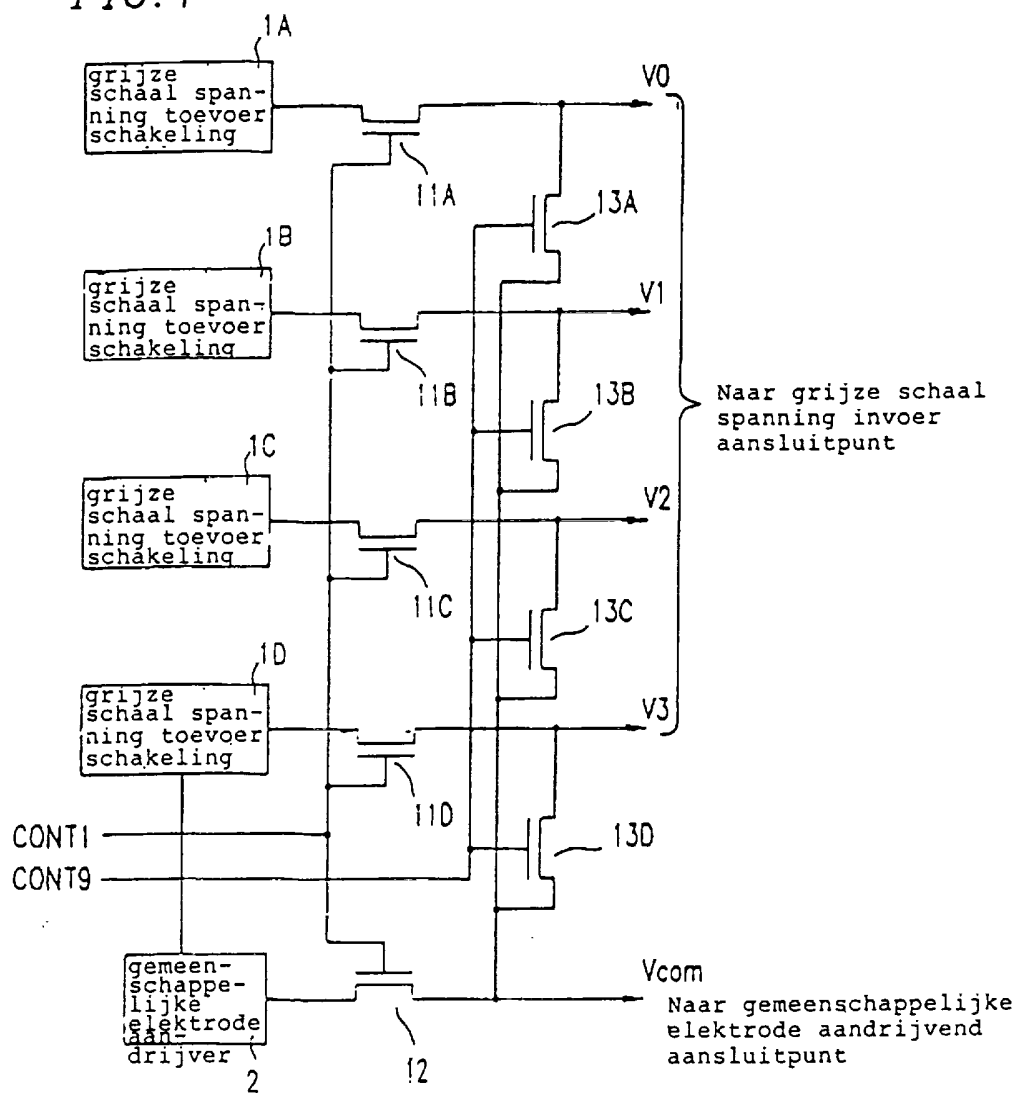 1A
grijze
schaal span-
ning toevoer
schakeling
V0
11A
13A
1B
grijze
schaal span-
ning toevoer
schakeling
V1
11B
13B
Naar grijze schaal
spanning invoer
aansluitpunt
1C
grijze
schaal span-
ning toevoer
schakeling
V2
11C
13C
1D
grijze
schaal span-
ning toevoer
schakeling
V3
11D
13D
CONT1
CONT9
gemeen-
schappe-
lijke
elektrode
aan-
drijver
2
12
Vcom
Naar gemeenschappelijke
elektrode aandrijvend
aansluitpunt